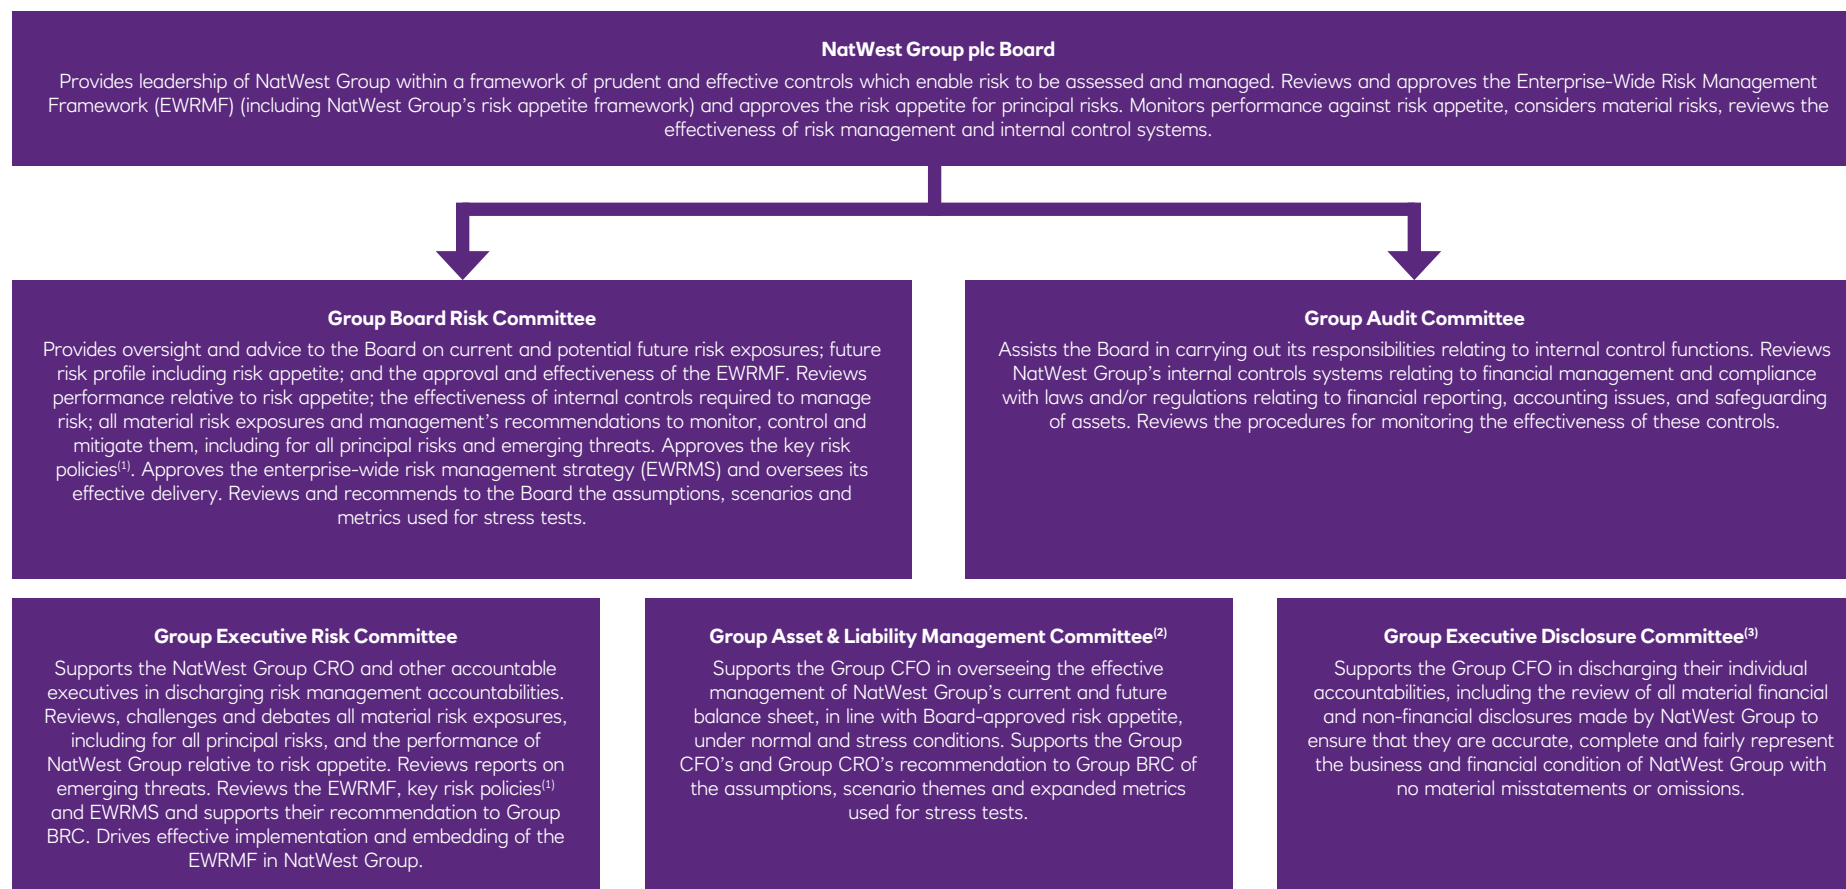 NatWest Group plc Board
Provides leadership of NatWest Group within a framework of prudent and effective controls which enable risk to be assessed and managed. Reviews and approves the Enterprise-Wide Risk Management
Framework (EWRMF) (including NatWest Group's risk appetite framework) and approves the risk appetite for principal risks. Monitors performance against risk appetite, considers material risks, reviews the
effectiveness of risk management and internal control systems.
Group Board Risk Committee
Provides oversight and advice to the Board on current and potential future risk exposures; future
risk profile including risk appetite; and the approval and effectiveness of the EWRMF. Reviews
performance relative to risk appetite; the effectiveness of internal controls required to manage
risk; all material risk exposures and management's recommendations to monitor, control and
mitigate them, including for all principal risks and emerging threats. Approves the key risk
policies(1). Approves the enterprise-wide risk management strategy (EWRMS) and oversees its
effective delivery. Reviews and recommends to the Board the assumptions, scenarios and
metrics used for stress tests.
Group Audit Committee
Assists the Board in carrying out its responsibilities relating to internal control functions. Reviews
NatWest Group's internal controls systems relating to financial management and compliance
with laws and/or regulations relating to financial reporting, accounting issues, and safeguarding
of assets. Reviews the procedures for monitoring the effectiveness of these controls.
Group Executive Risk Committee
Supports the NatWest Group CRO and other accountable
executives in discharging risk management accountabilities.
Reviews, challenges and debates all material risk exposures,
including for all principal risks, and the performance of
NatWest Group relative to risk appetite. Reviews reports on
emerging threats. Reviews the EWRMF, key risk policies(1)
and EWRMS and supports their recommendation to Group
BRC. Drives effective implementation and embedding of the
EWRMF in NatWest Group.
Group Asset & Liability Management Committee(2)
Supports the Group CFO in overseeing the effective
management of NatWest Group's current and future
balance sheet, in line with Board-approved risk appetite,
under normal and stress conditions. Supports the Group
CFO's and Group CRO's recommendation to Group BRC of
the assumptions, scenario themes and expanded metrics
used for stress tests.
Group Executive Disclosure Committee(3)
Supports the Group CFO in discharging their individual
accountabilities, including the review of all material financial
and non-financial disclosures made by NatWest Group to
ensure that they are accurate, complete and fairly represent
the business and financial condition of NatWest Group with
no material misstatements or omissions.